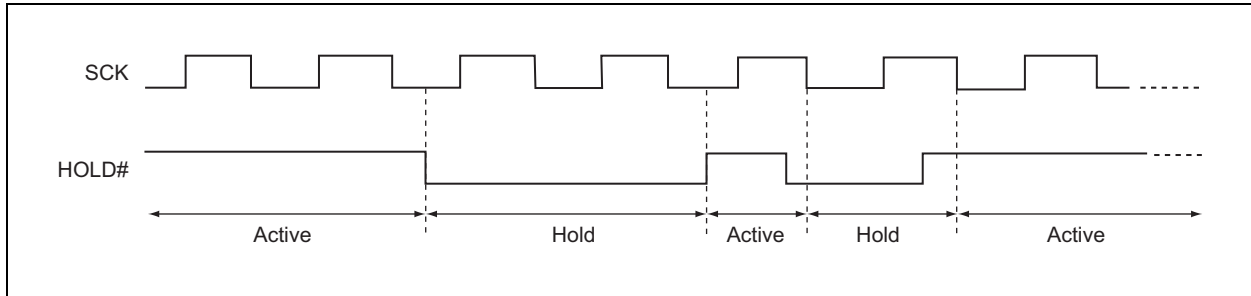 SCK
HOLD#
Active
Hold
Active
Hold
Active